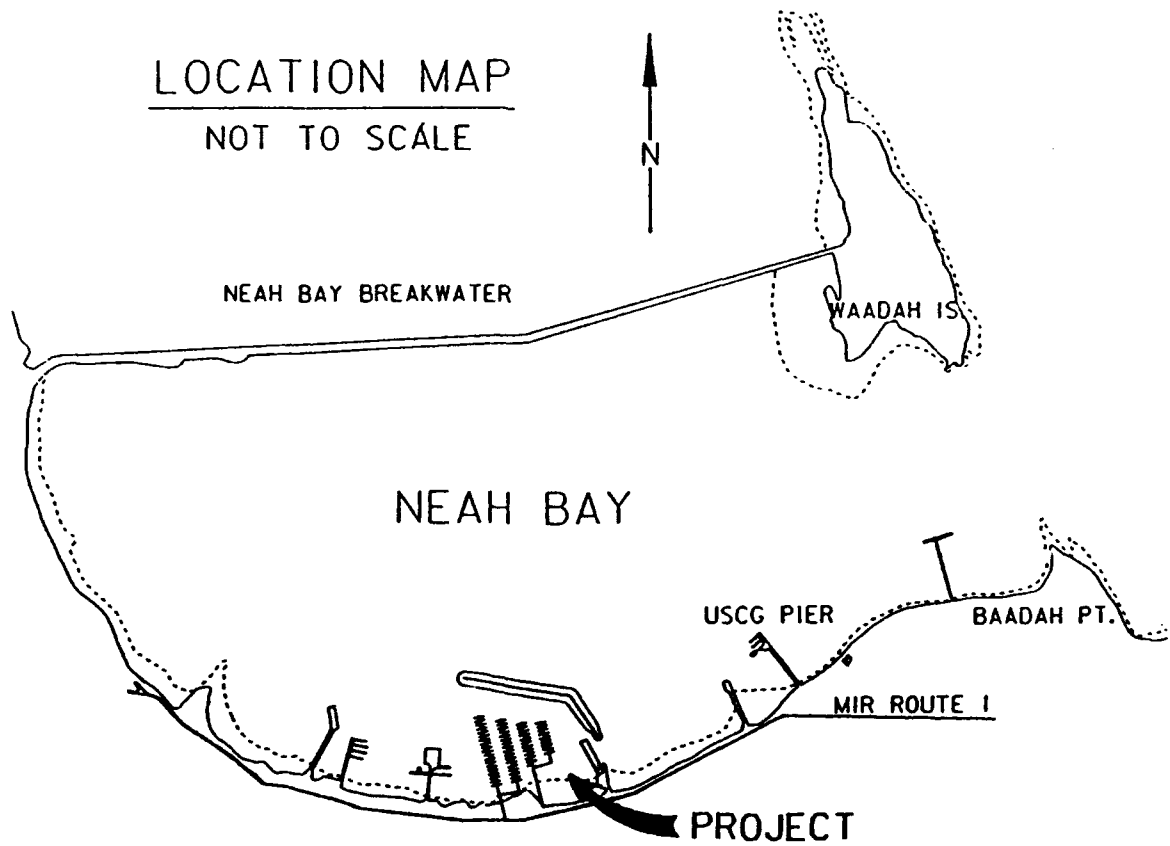 LOCATION MAP
NOT TO SCALE
N
NEAH BAY BREAKWATER
WAADAH IS.
NEAH BAY
USCG PIER
BAADAH PT.
MIR ROUTE 1
PROJECT